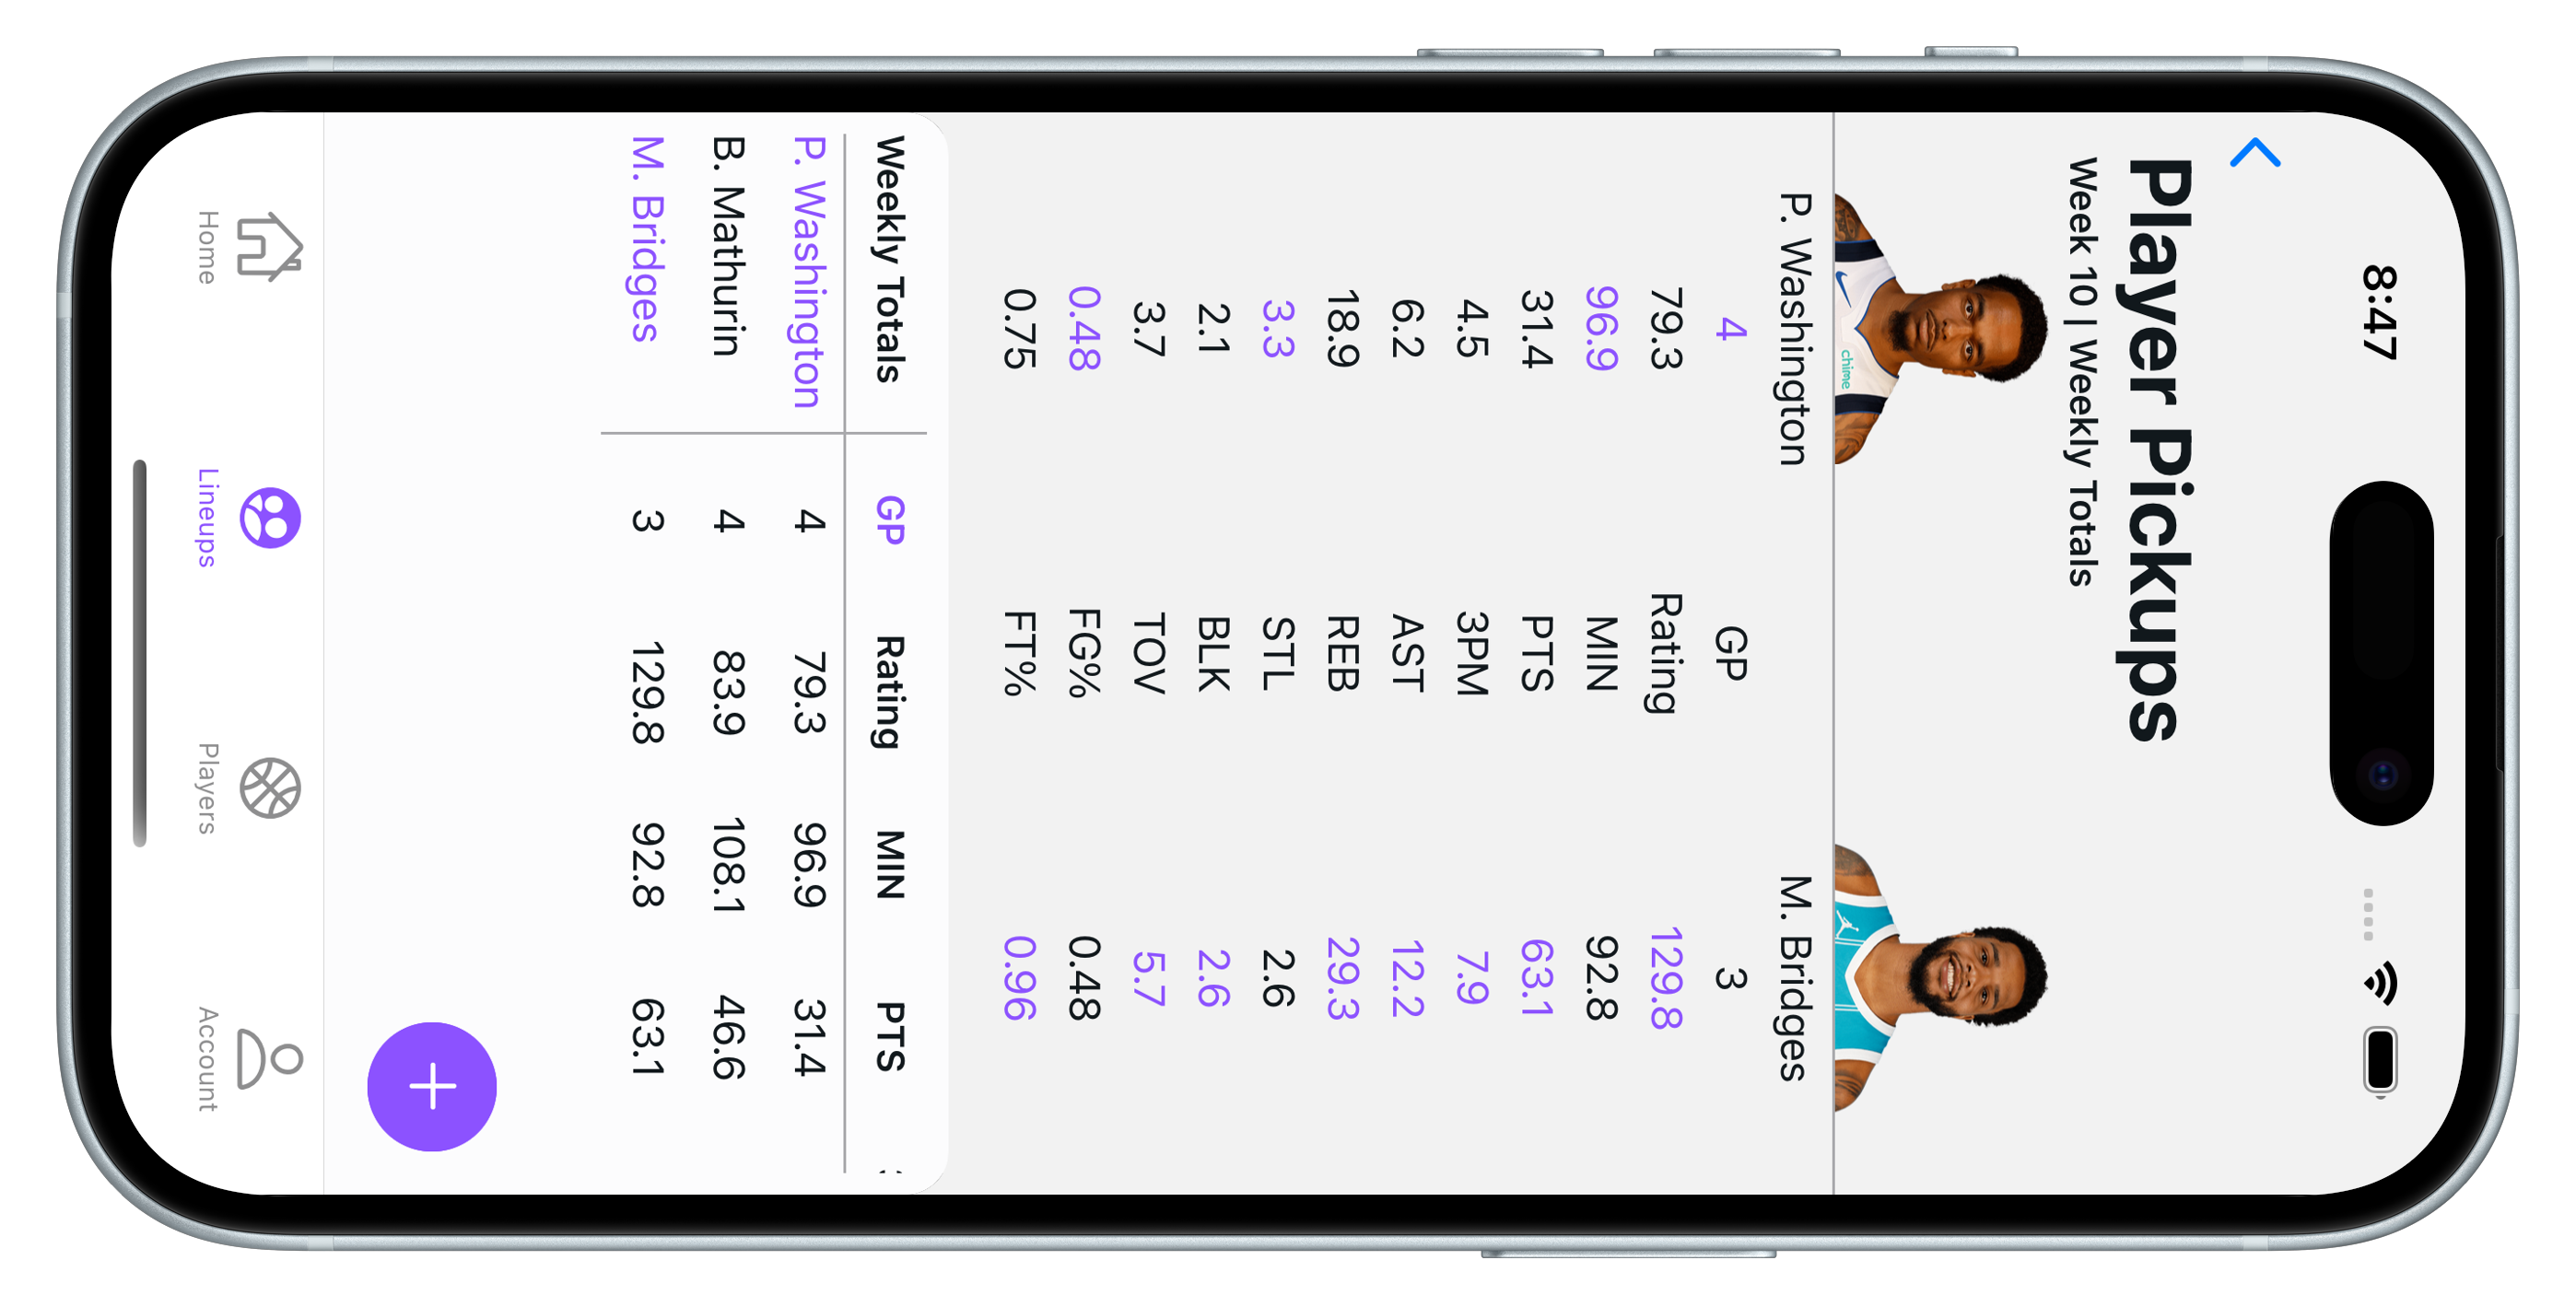 8:47
Player Pickups
Week 10 | Weekly Totals
chime
P. Washington M. Bridges
4 GP 3
79.3 Rating 129.8
96.9 MIN 92.8
31.4 PTS 63.1
4.5 3PM 7.9
6.2 AST 12.2
18.9 REB 29.3
3.3 STL 2.6
2.1 BLK 2.6
3.7 TOV 5.7
0.48 FG% 0.48
0.75 FT% 0.96
Weekly Totals GP Rating MIN PTS
P. Washington 4 79.3 96.9 31.4
B. Mathurin 4 83.9 108.1 46.6
M. Bridges 3 129.8 92.8 63.1
Home Lineups Players Account